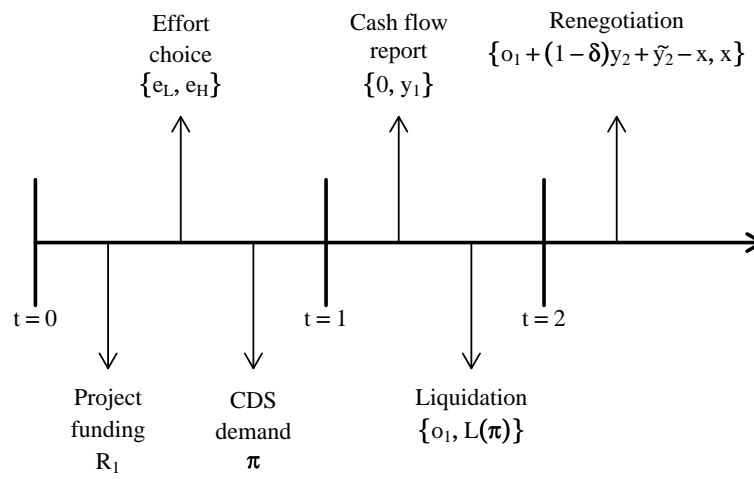 Effort
choice
{e_L, e_H}
Cash flow
report
{0, y_1}
Renegotiation
{o_1 + (1 − δ)y_2 + ỹ_2 − x, x}
t = 0
t = 1
t = 2
Project
funding
R_1
CDS
demand
π
Liquidation
{o_1, L(π)}